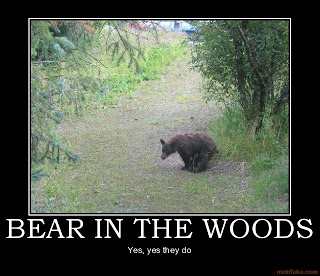 BEAR IN THE WOODS
Yes, yes they do
motifake.com